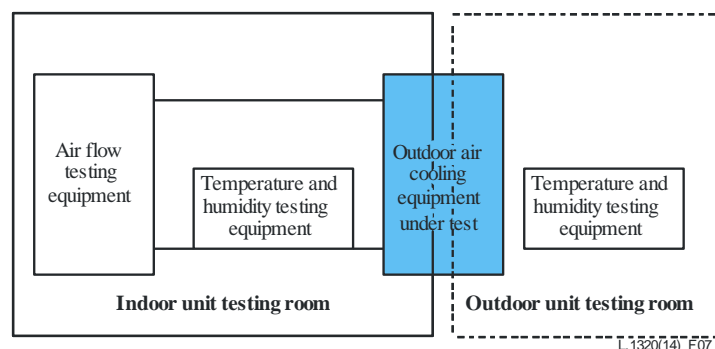 Air flow
testing
equipment
Temperature and
humidity testing
equipment
Outdoor air
cooling
equipment
under test
Temperature and
humidity testing
equipment
Indoor unit testing room
Outdoor unit testing room
L.1320(14)_F07